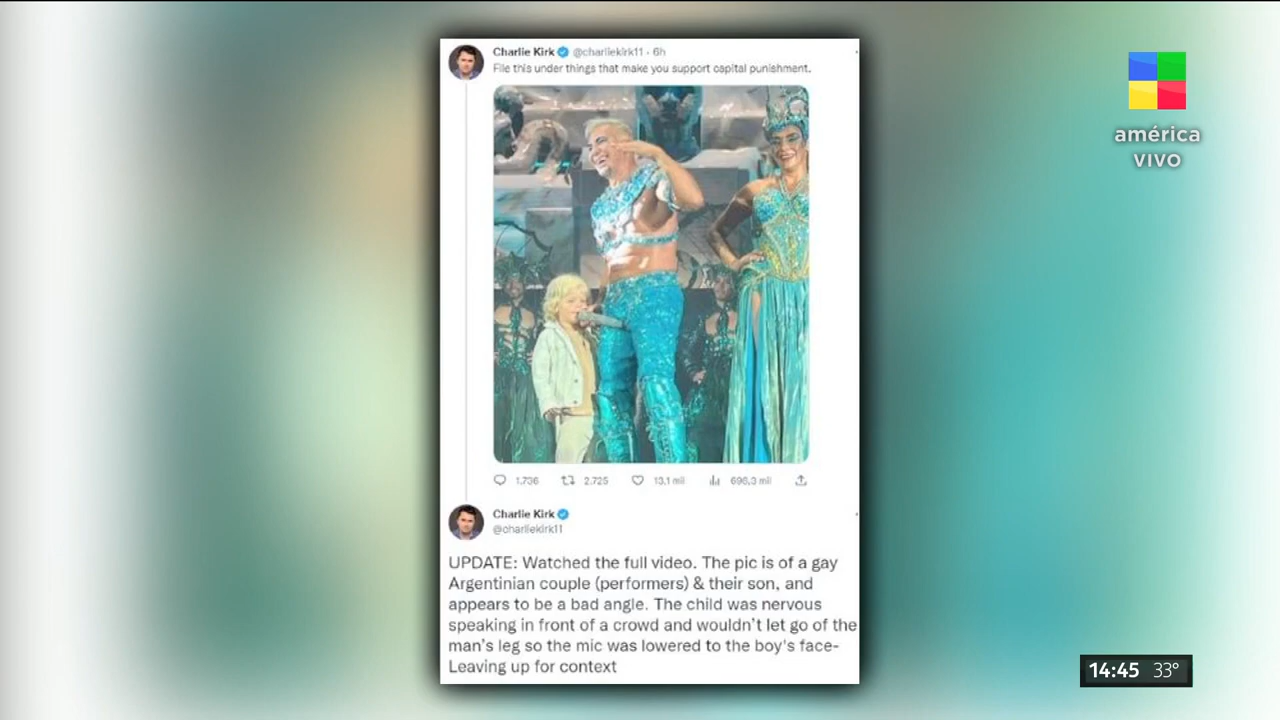 Charlie Kirk @charliekirk11 · 6h
File this under things that make you support capital punishment.
1.736 2.725 13,1 mil 696,3 mil
Charlie Kirk
@charliekirk11
UPDATE: Watched the full video. The pic is of a gay
Argentinian couple (performers) & their son, and
appears to be a bad angle. The child was nervous
speaking in front of a crowd and wouldn't let go of the
man's leg so the mic was lowered to the boy's face-
Leaving up for context
américa
VIVO
14:45 33°